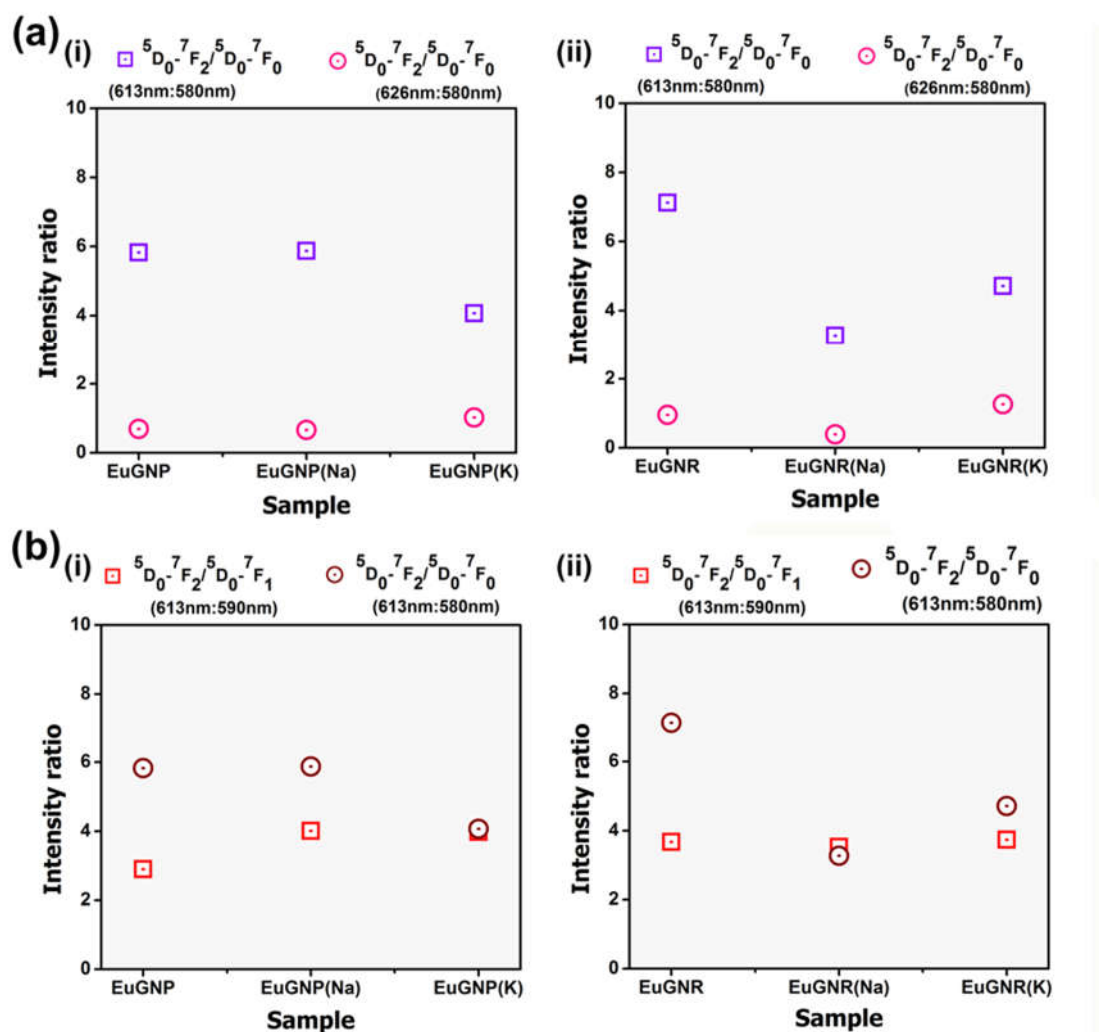 (a) (i) ⁵D₀-⁷F₂/⁵D₀-⁷F₀ ⁵D₀-⁷F₂/⁵D₀-⁷F₀
(613nm:580nm) (626nm:580nm)
10
8
6
4
2
0
Intensity ratio
EuGNP EuGNP(Na) EuGNP(K)
Sample
ii) ⁵D₀-⁷F₂/⁵D₀-⁷F₀ ⁵D₀-⁷F₂/⁵D₀-⁷F₀
(613nm:580nm) (626nm:580nm)
10
8
6
4
2
0
Intensity ratio
EuGNR EuGNR(Na) EuGNR(K)
Sample
(b) (i) ⁵D₀-⁷F₂/⁵D₀-⁷F₁ ⁵D₀-⁷F₂/⁵D₀-⁷F₀
(613nm:590nm) (613nm:580nm)
10
8
6
4
2
0
Intensity ratio
EuGNP EuGNP(Na) EuGNP(K)
Sample
(ii) ⁵D₀-⁷F₂/⁵D₀-⁷F₁ ⁵D₀-⁷F₂/⁵D₀-⁷F₀
(613nm:590nm) (613nm:580nm)
10
8
6
4
2
0
Intensity ratio
EuGNR EuGNR(Na) EuGNR(K)
Sample